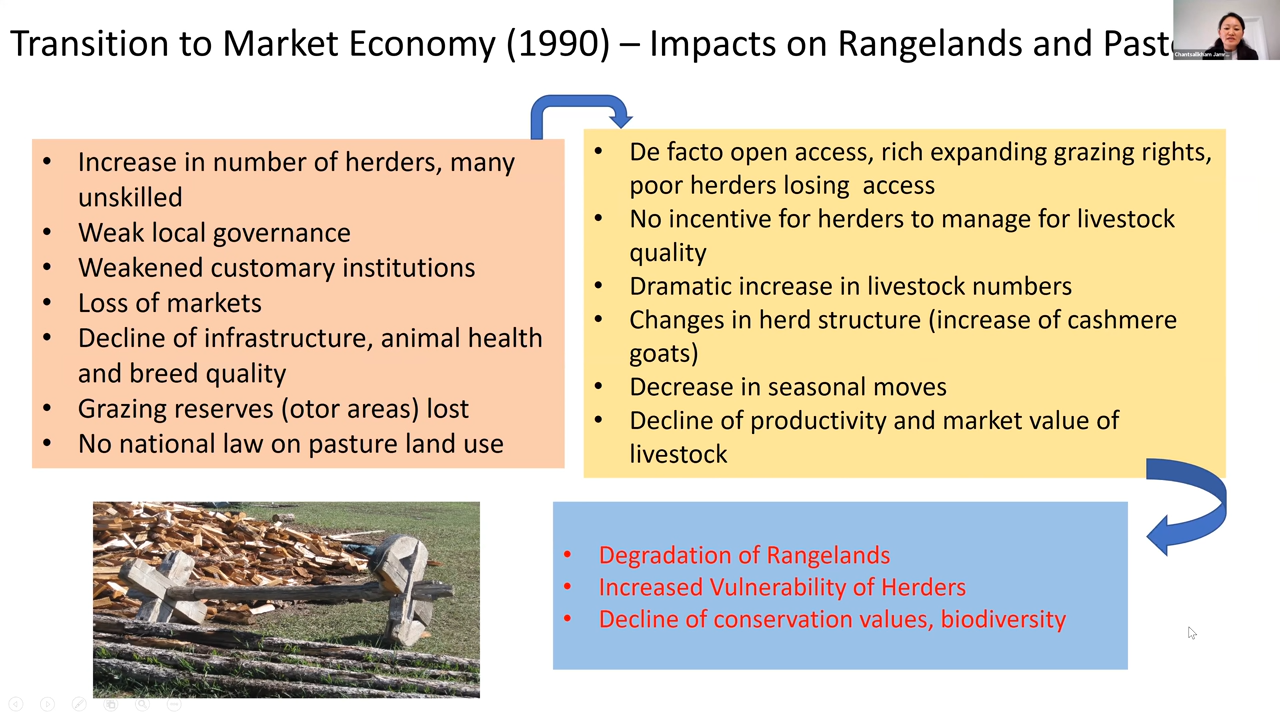 Transition to Market Economy (1990) – Impacts on Rangelands and
• Increase in number of herders, many
unskilled
• Weak local governance
• Weakened customary institutions
• Loss of markets
• Decline of infrastructure, animal health
and breed quality
• Grazing reserves (otor areas) lost
• No national law on pasture land use
• De facto open access, rich expanding grazing rights,
poor herders losing access
• No incentive for herders to manage for livestock
quality
• Dramatic increase in livestock numbers
• Changes in herd structure (increase of cashmere
goats)
• Decrease in seasonal moves
• Decline of productivity and market value of
livestock
• Degradation of Rangelands
• Increased Vulnerability of Herders
• Decline of conservation values, biodiversity